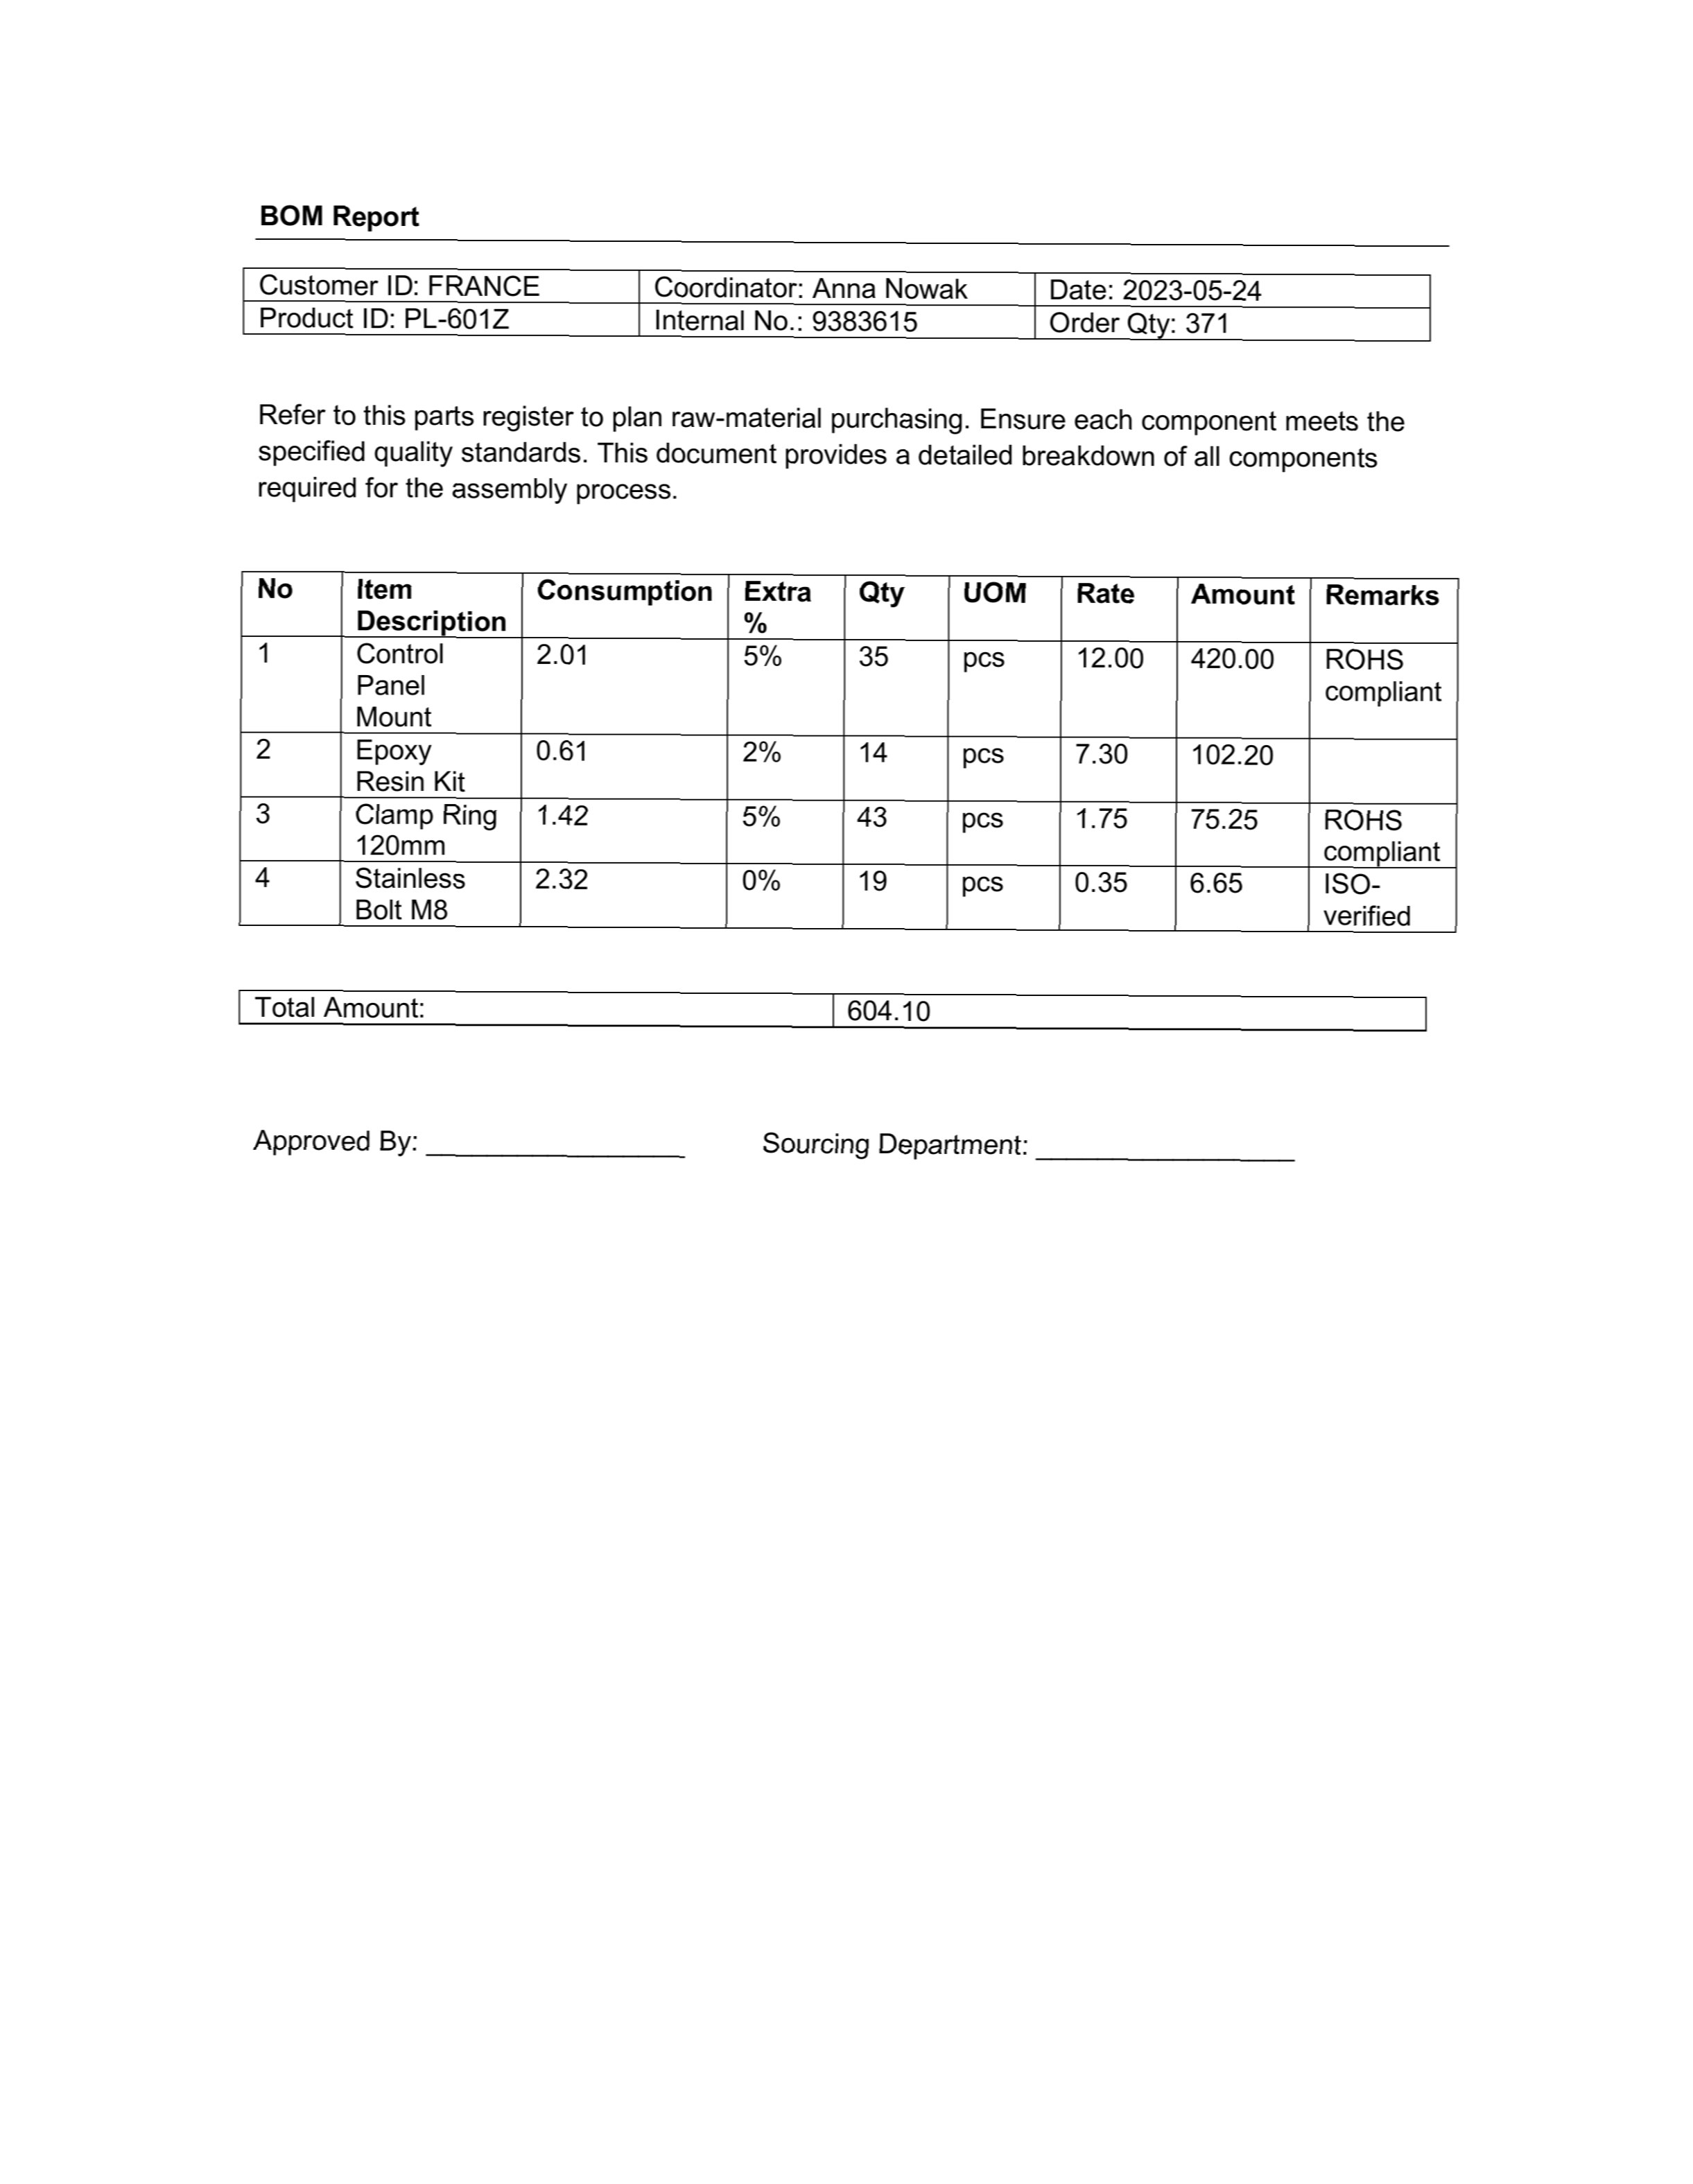 BOM Report
Customer ID: FRANCE Coordinator: Anna Nowak Date: 2023-05-24
Product ID: PL-601Z Internal No.: 9383615 Order Qty: 371
Refer to this parts register to plan raw-material purchasing. Ensure each component meets the
specified quality standards. This document provides a detailed breakdown of all components
required for the assembly process.
No Item Description Consumption Extra % Qty UOM Rate Amount Remarks
1 Control Panel Mount 2.01 5% 35 pcs 12.00 420.00 ROHS compliant
2 Epoxy Resin Kit 0.61 2% 14 pcs 7.30 102.20
3 Clamp Ring 120mm 1.42 5% 43 pcs 1.75 75.25 ROHS compliant
4 Stainless Bolt M8 2.32 0% 19 pcs 0.35 6.65 ISO-verified
Total Amount: 604.10
Approved By: _________________ Sourcing Department: _________________